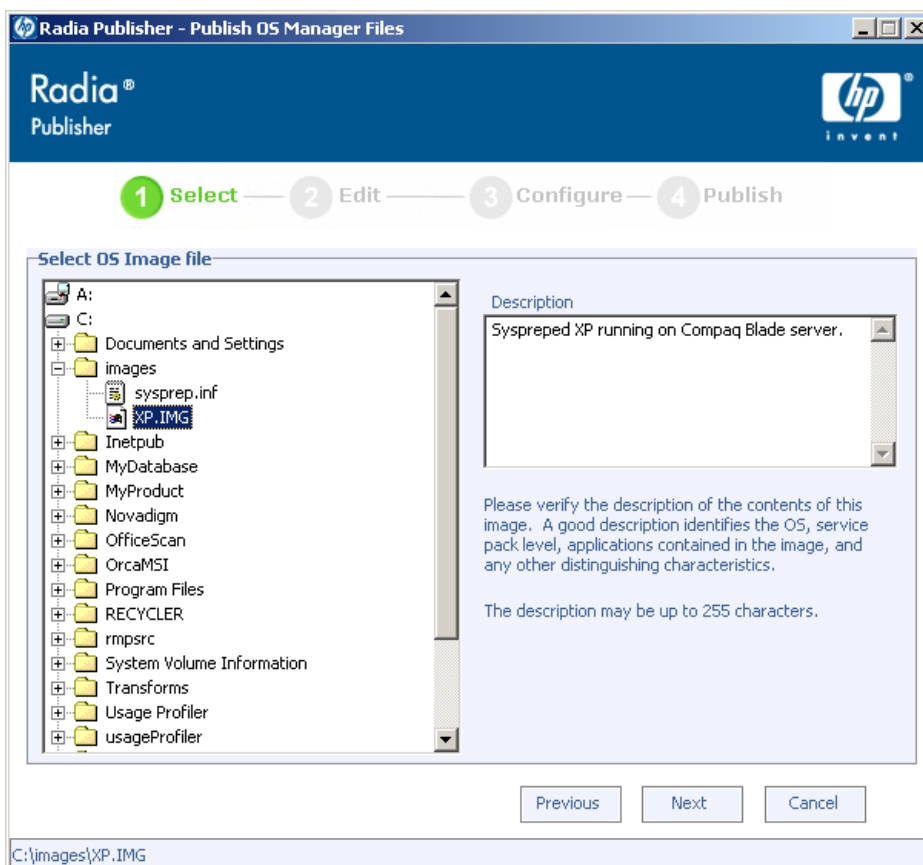 Radia Publisher - Publish OS Manager Files
Radia ®
Publisher
hp ®
invent
1 Select
2 Edit
3 Configure
4 Publish
Select OS Image file
A:
C:
Documents and Settings
images
sysprep.inf
XP.IMG
Inetpub
MyDatabase
MyProduct
Novadigm
OfficeScan
OrcaMSI
Program Files
RECYCLER
rmpsrc
System Volume Information
Transforms
Usage Profiler
usageProfiler
Description
Syspreped XP running on Compaq Blade server.
Please verify the description of the contents of this
image. A good description identifies the OS, service
pack level, applications contained in the image, and
any other distinguishing characteristics.
The description may be up to 255 characters.
Previous
Next
Cancel
C:\images\XP.IMG